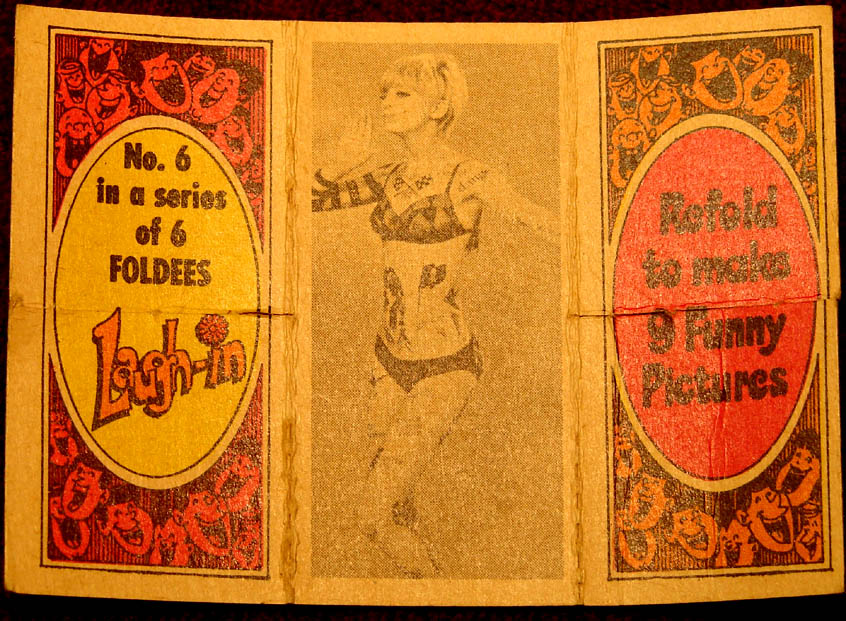 No. 6
in a series
of 6
FOLDEES
Laugh-in
Refold
to make
9 Funny
Pictures